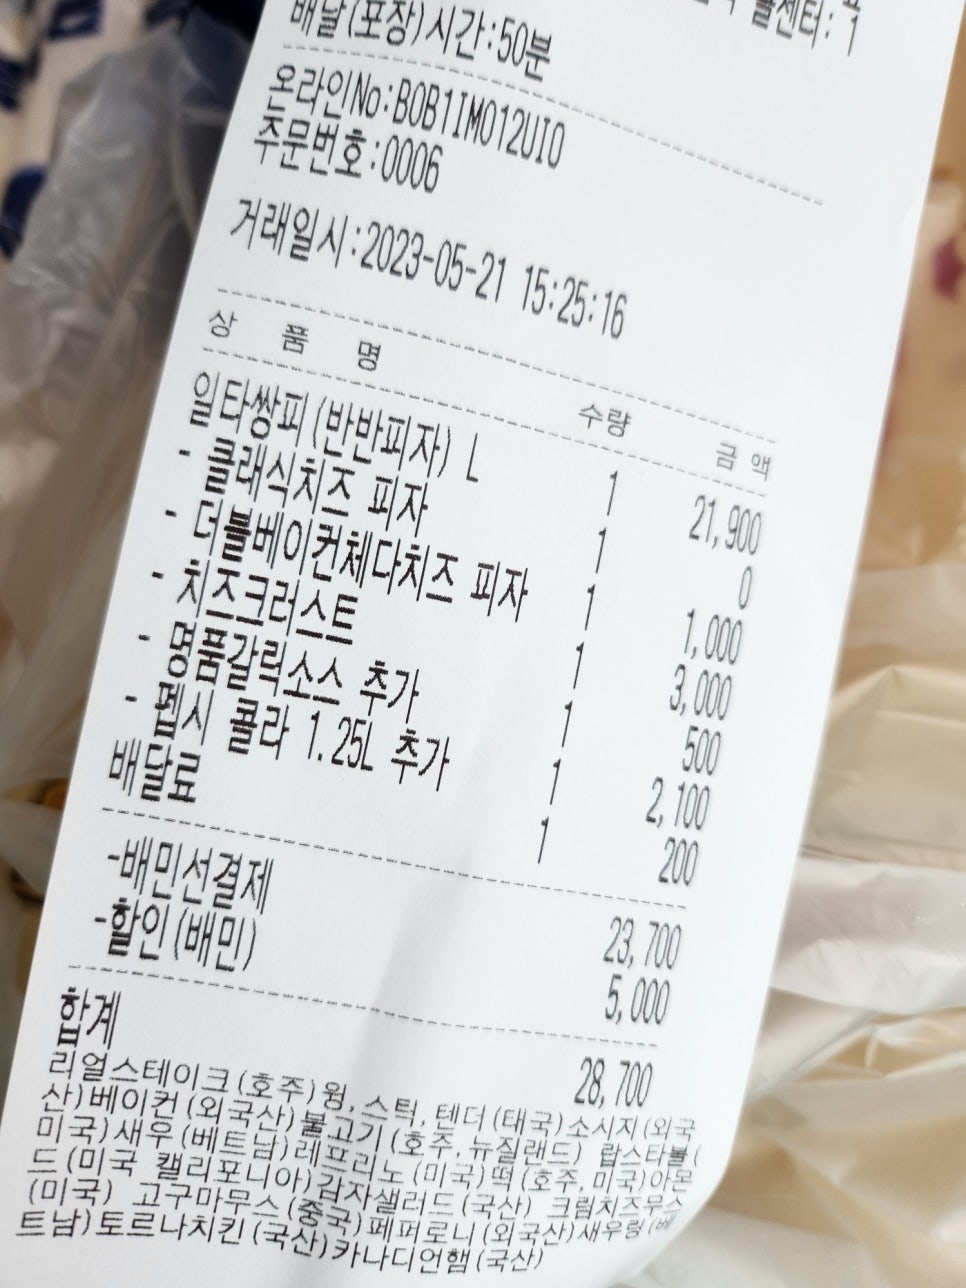 콜센터: 1
배달(포장)시간:50분
온라인No:B0B1IM012UI0
주문번호:0006
거래일시:2023-05-21 15:25:16
상 품 명 수량 금 액
일타쌍피(반반피자) L 1 21,900
- 클래식치즈 피자 1 0
- 더블베이컨체다치즈 피자 1 1,000
- 치즈크러스트 1 3,000
- 명품갈릭소스 추가 1 500
- 펩시 콜라 1.25L 추가 1 2,100
배달료 1 200
-배민선결제 23,700
-할인(배민) 5,000
합계 28,700
리얼스테이크(호주)윙,스틱,텐더(태국)소시지(외국
산)베이컨(외국산)불고기(호주,뉴질랜드) 랍스타볼(
미국)새우(베트남)레프리노(미국)떡(호주,미국)아몬
드(미국 캘리포니아)감자샐러드(국산) 크림치즈무스
(미국) 고구마무스(중국)페퍼로니(외국산)새우링(베
트남)토르나치킨(국산)카나디언햄(국산)